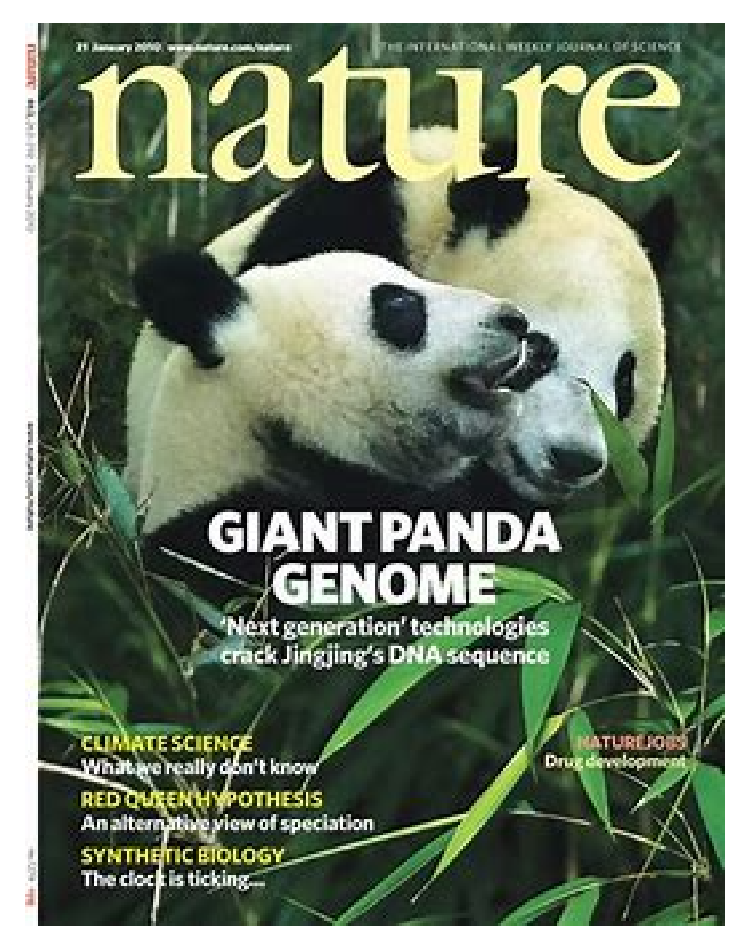 21 January 2010 www.nature.com/nature THE INTERNATIONAL WEEKLY JOURNAL OF SCIENCE
nature
GIANT PANDA
GENOME
'Next generation' technologies
crack Jingjing's DNA sequence
CLIMATE SCIENCE
What we really don't know
RED QUEEN HYPOTHESIS
An alternative view of speciation
SYNTHETIC BIOLOGY
The clock is ticking...
NATUREJOBS
Drug development